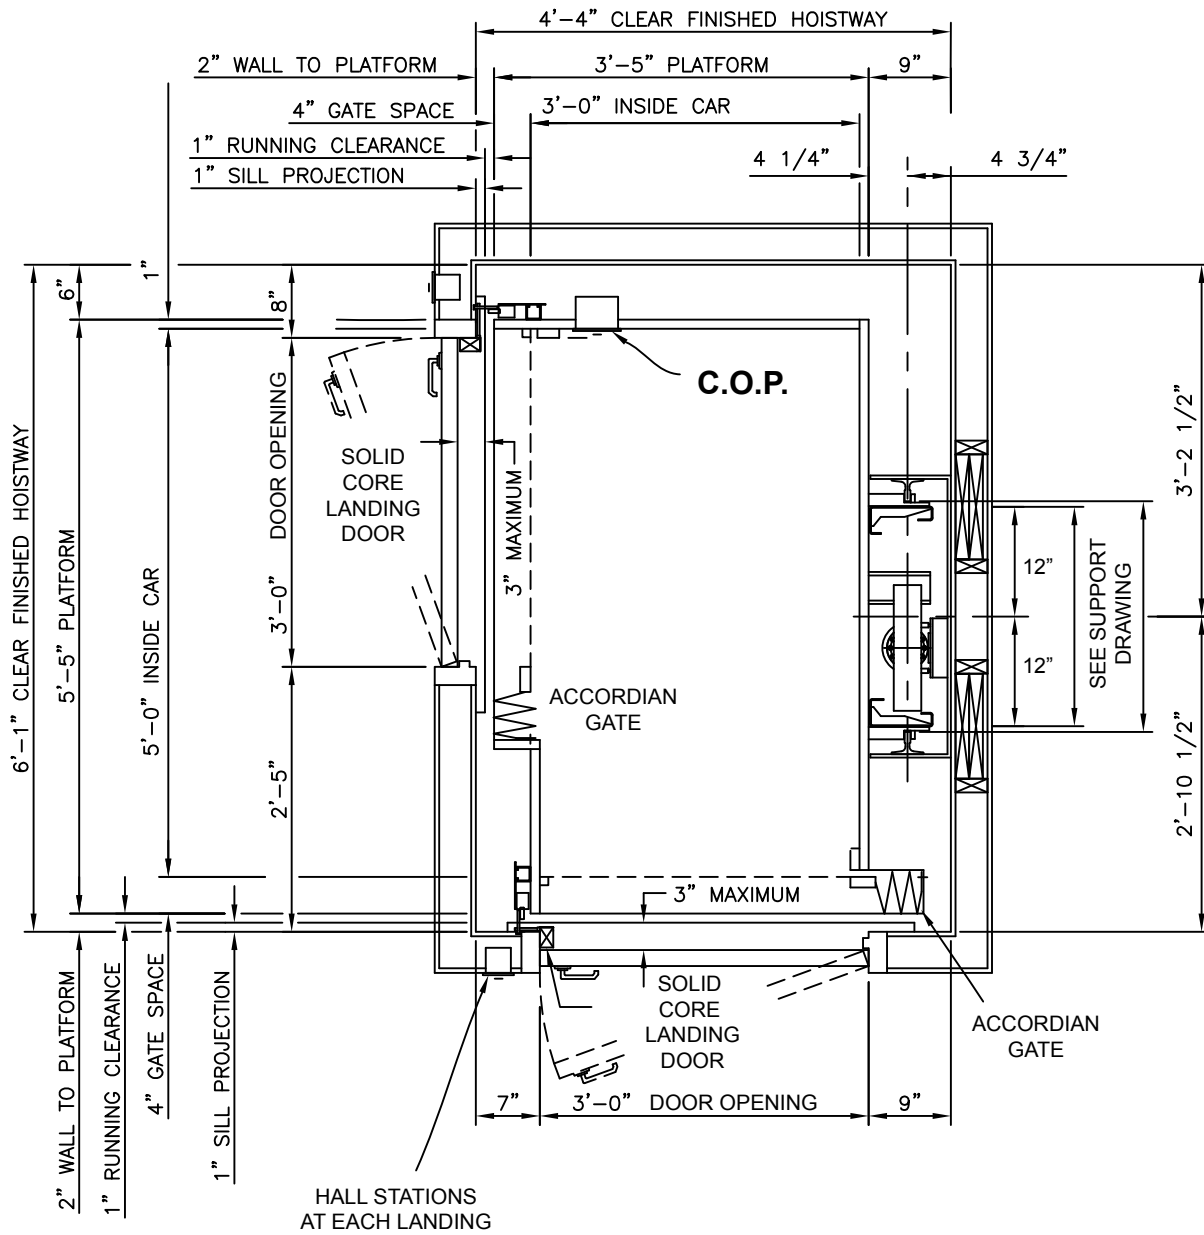 4'-4" CLEAR FINISHED HOISTWAY
2" WALL TO PLATFORM
3'-5" PLATFORM
9"
4" GATE SPACE
3'-0" INSIDE CAR
1" RUNNING CLEARANCE
4 1/4"
4 3/4"
1" SILL PROJECTION
6"
1"
8"
C.O.P.
6'-1" CLEAR FINISHED HOISTWAY
5'-5" PLATFORM
5'-0" INSIDE CAR
3'-0" DOOR OPENING
SOLID
CORE
LANDING
DOOR
3" MAXIMUM
3'-2 1/2"
12"
12"
SEE SUPPORT
DRAWING
ACCORDIAN
GATE
2'-5"
2'-10 1/2"
3" MAXIMUM
SOLID
CORE
LANDING
DOOR
ACCORDIAN
GATE
2" WALL TO PLATFORM
1" RUNNING CLEARANCE
4" GATE SPACE
1" SILL PROJECTION
7"
3'-0" DOOR OPENING
9"
HALL STATIONS
AT EACH LANDING